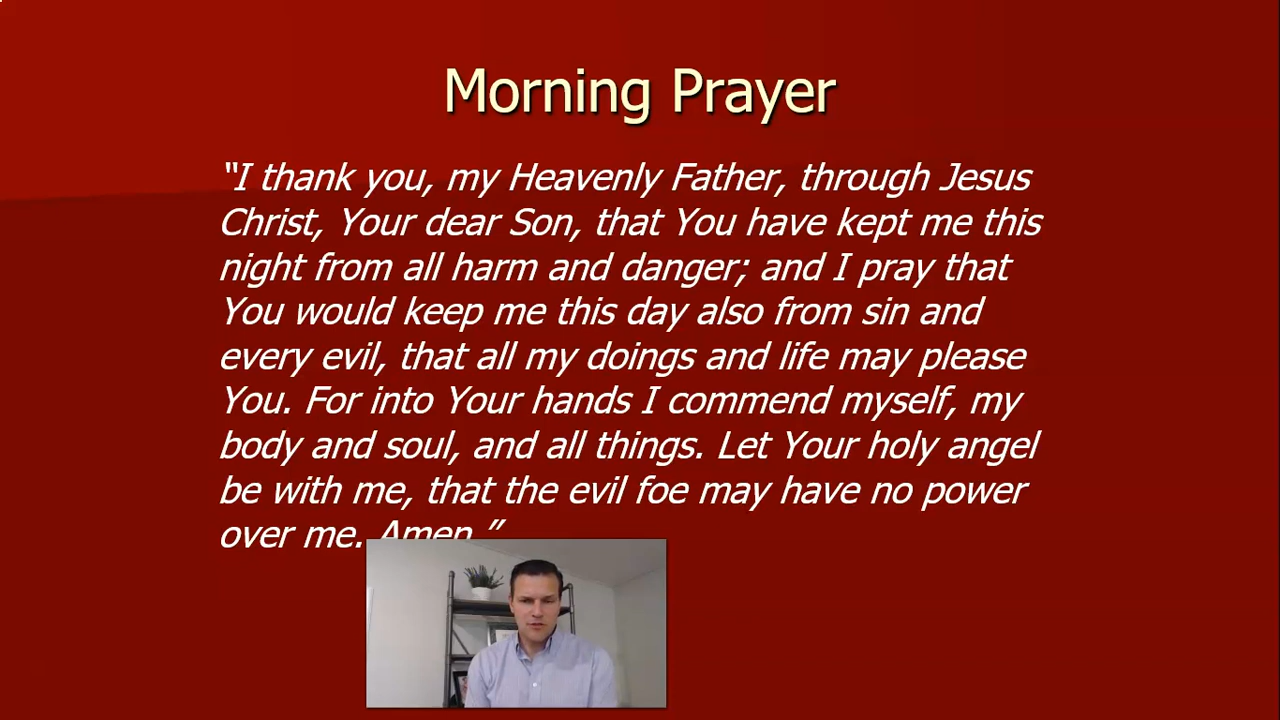 Morning Prayer
“I thank you, my Heavenly Father, through Jesus
Christ, Your dear Son, that You have kept me this
night from all harm and danger; and I pray that
You would keep me this day also from sin and
every evil, that all my doings and life may please
You. For into Your hands I commend myself, my
body and soul, and all things. Let Your holy angel
be with me, that the evil foe may have no power
over me. Amen.”